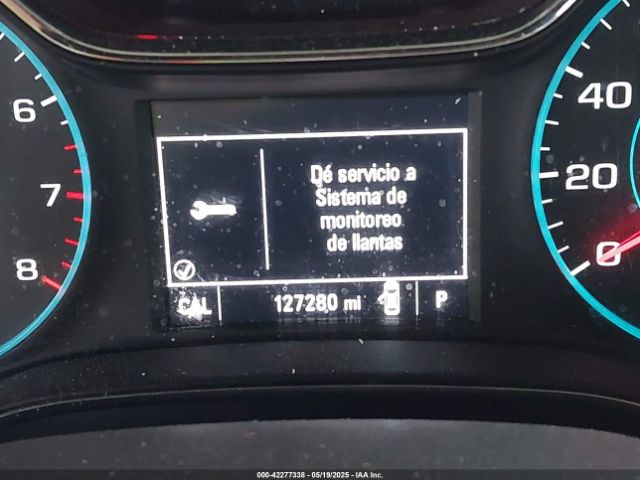 6
7
8
Dé servicio a
Sistema de
monitoreo
de llantas
CAL
127280 mi
P
40
20
0
000-42277338 - 05/19/2025 - IAA Inc.